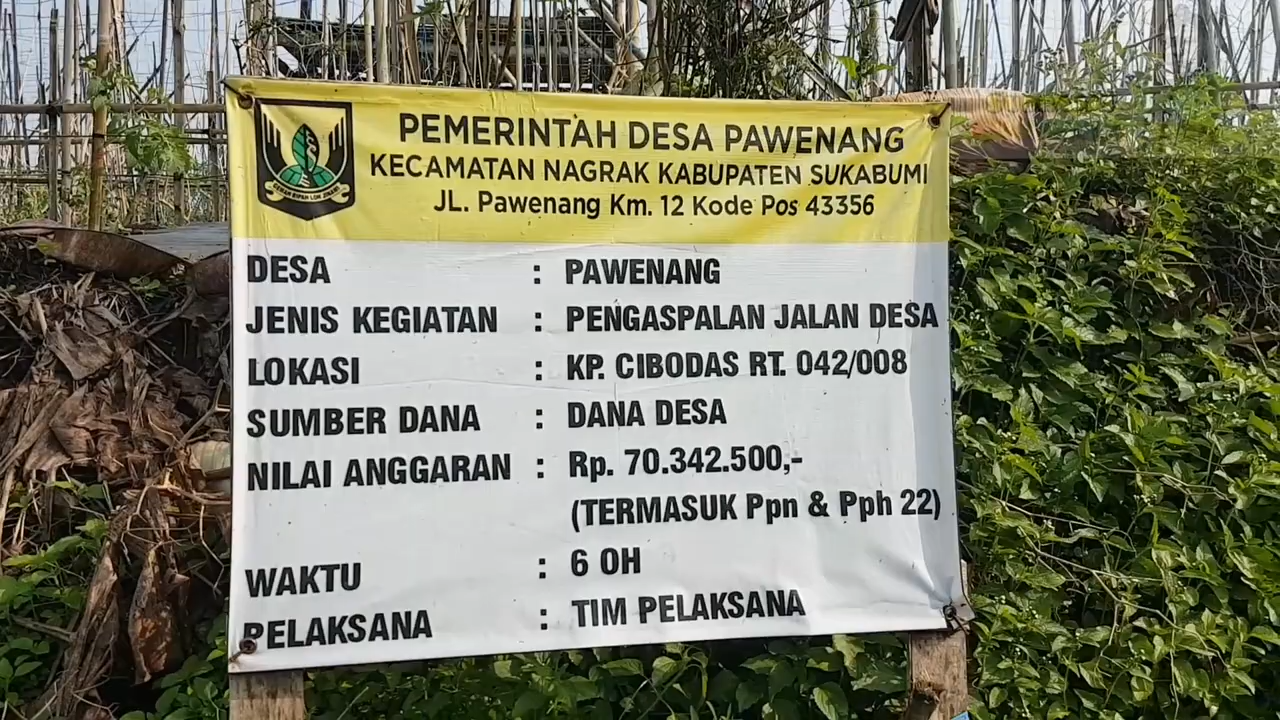 PEMERINTAH DESA PAWENANG
KECAMATAN NAGRAK KABUPATEN SUKABUMI
JL. Pawenang Km. 12 Kode Pos 43356
DESA : PAWENANG
JENIS KEGIATAN : PENGASPALAN JALAN DESA
LOKASI : KP. CIBODAS RT. 042/008
SUMBER DANA : DANA DESA
NILAI ANGGARAN : Rp. 70.342.500,-
(TERMASUK Ppn & Pph 22)
WAKTU : 6 OH
PELAKSANA : TIM PELAKSANA